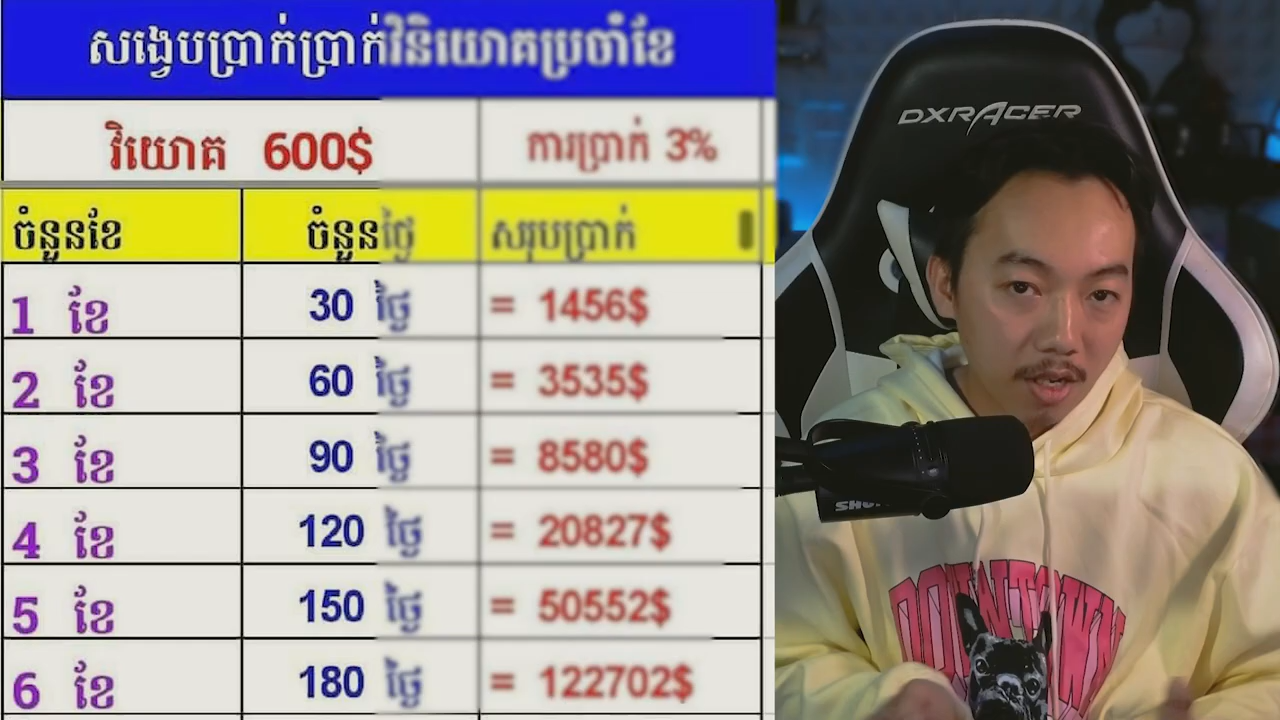 សង្ខេបប្រាក់ប្រាក់វិនិយោគប្រចាំខែ
វិយោគ 600$ ការប្រាក់ 3%
ចំនួនខែ ចំនួនថ្ងៃ សរុបប្រាក់
1 ខែ 30 ថ្ងៃ = 1456$
2 ខែ 60 ថ្ងៃ = 3535$
3 ខែ 90 ថ្ងៃ = 8580$
4 ខែ 120 ថ្ងៃ = 20827$
5 ខែ 150 ថ្ងៃ = 50552$
6 ខែ 180 ថ្ងៃ = 122702$
DXRACER
DOWNTOWN